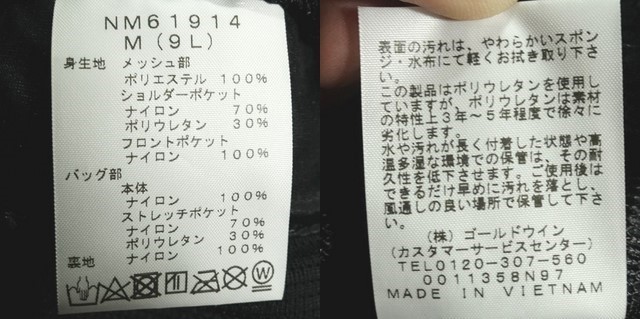 NM61914
M(9L)
身生地 メッシュ部
ポリエステル 100%
ショルダーポケット
ナイロン 70%
ポリウレタン 30%
フロントポケット
ナイロン 100%
バッグ部
本体
ナイロン 100%
ストレッチポケット
ナイロン 70%
ポリウレタン 30%
裏地 ナイロン 100%
W
表面の汚れは、やわらかいスポン
ジ・水布にて軽くお拭き取り下さ
い。
この製品はポリウレタンを使用し
ていますが、ポリウレタンは素材
の特性上3年~5年程度で徐々に
劣化します。
水や汚れが長く付着した状態や高
温多湿な環境での保管は、その耐
久性を低下させます。ご使用後は
できるだけ早めに汚れを落とし、
風通しの良い場所で保管して下さ
い。
(株)ゴールドウイン
(カスタマーサービスセンター)
TEL0120-307-560
0011358N97
MADE IN VIETNAM